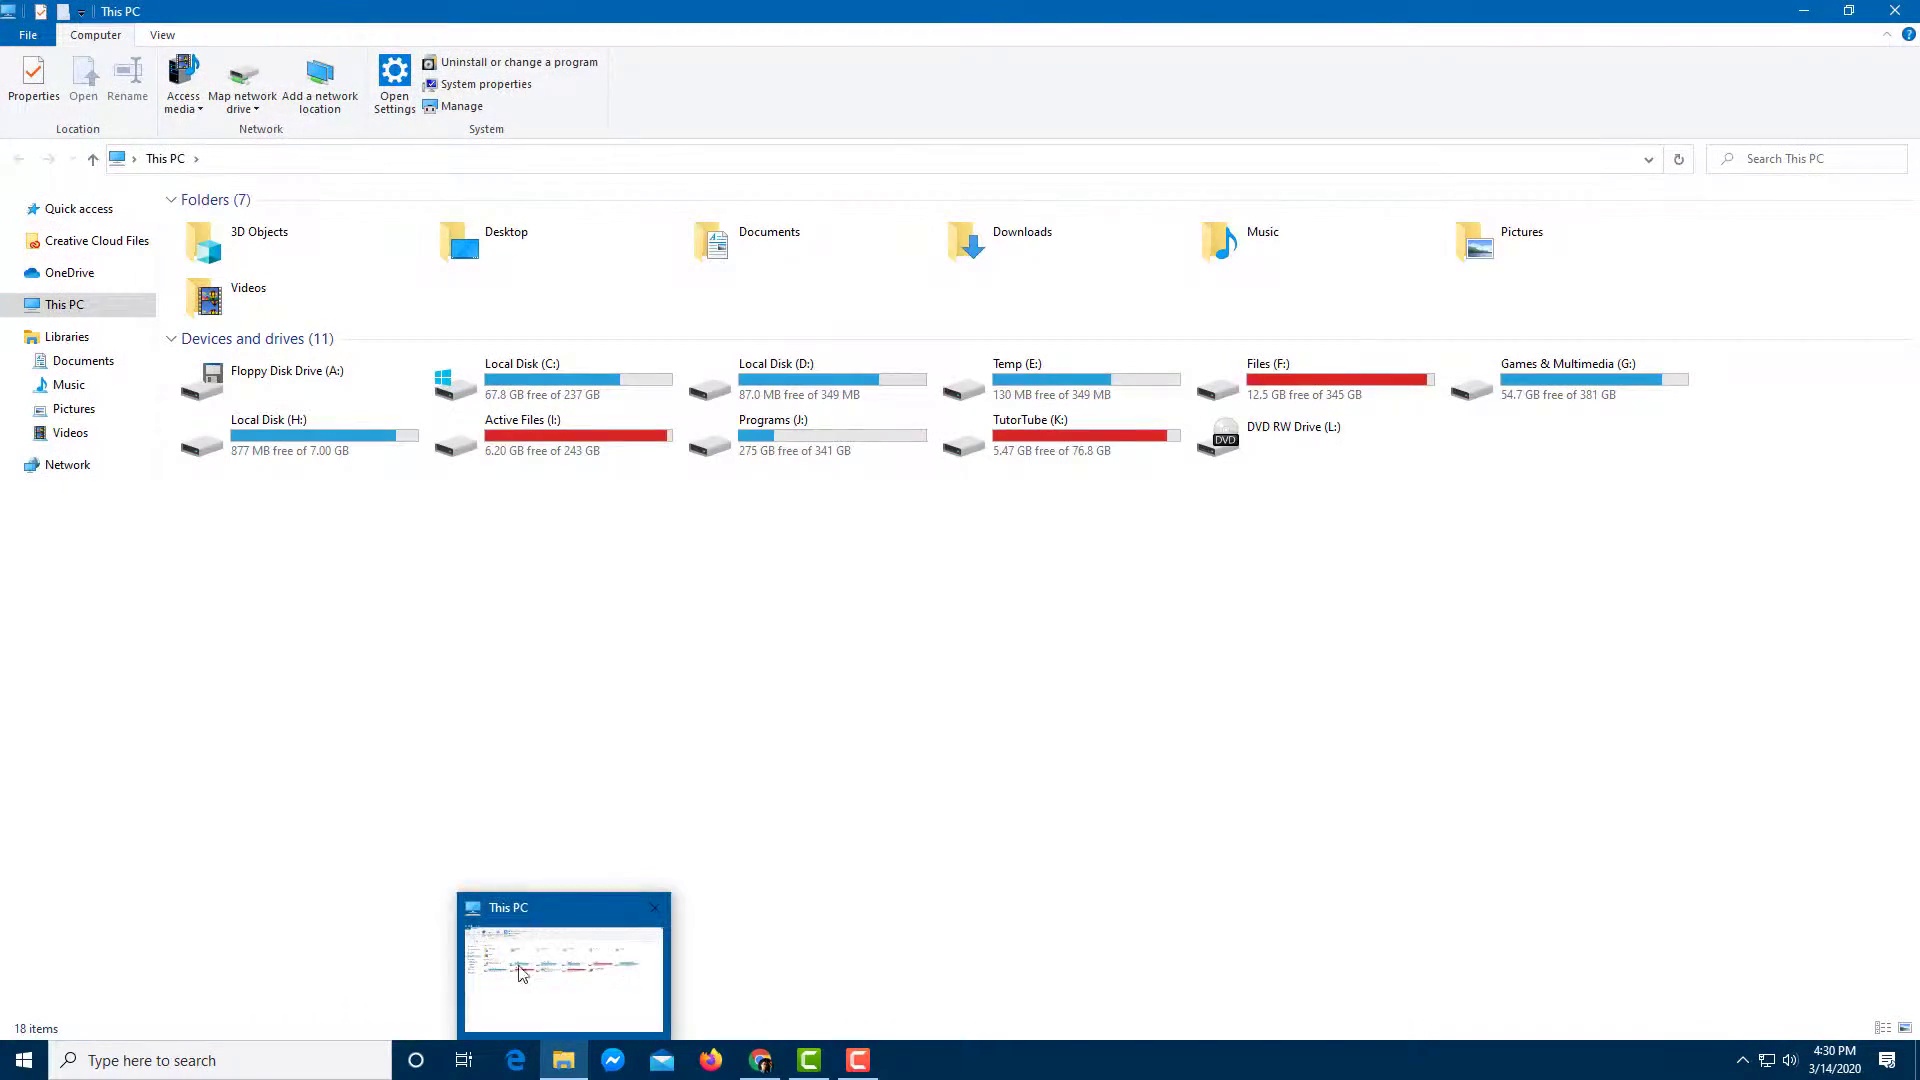 This PC
File Computer View
Properties Open Rename Access media Map network drive Add a network location Open Settings
Uninstall or change a program
System properties
Manage
Location Network System
This PC
Search This PC
Quick access
Creative Cloud Files
OneDrive
This PC
Libraries
Documents
Music
Pictures
Videos
Network
Folders (7)
3D Objects Desktop Documents Downloads Music Pictures
Videos
Devices and drives (11)
Floppy Disk Drive (A:)
Local Disk (C:)
67.8 GB free of 237 GB
Local Disk (D:)
87.0 MB free of 349 MB
Temp (E:)
130 MB free of 349 MB
Files (F:)
12.5 GB free of 345 GB
Games & Multimedia (G:)
54.7 GB free of 381 GB
Local Disk (H:)
877 MB free of 7.00 GB
Active Files (I:)
6.20 GB free of 243 GB
Programs (J:)
275 GB free of 341 GB
TutorTube (K:)
5.47 GB free of 76.8 GB
DVD
DVD RW Drive (L:)
This PC
18 items
Type here to search
4:30 PM
3/14/2020